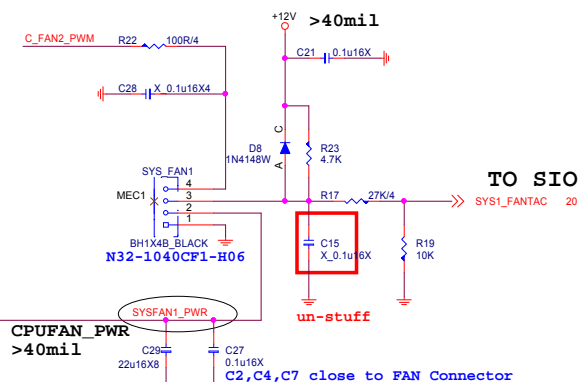 +12V
>40mil
C_FAN2_PWM
R22
100R/4
C21
0.1u16X
C28
X_0.1u16X4
C
D8
1N4148W
A
R23
4.7K
SYS_FAN1
MEC1
4
3
2
1
R17
27K/4
TO SIO
SYS1_FANTAC
20
BH1X4B_BLACK
N32-1040CF1-H06
C15
X_0.1u16X
R19
10K
un-stuff
SYSFAN1_PWR
CPUFAN_PWR
>40mil
C29
22u16X8
C27
0.1u16X
C2,C4,C7 close to FAN Connector